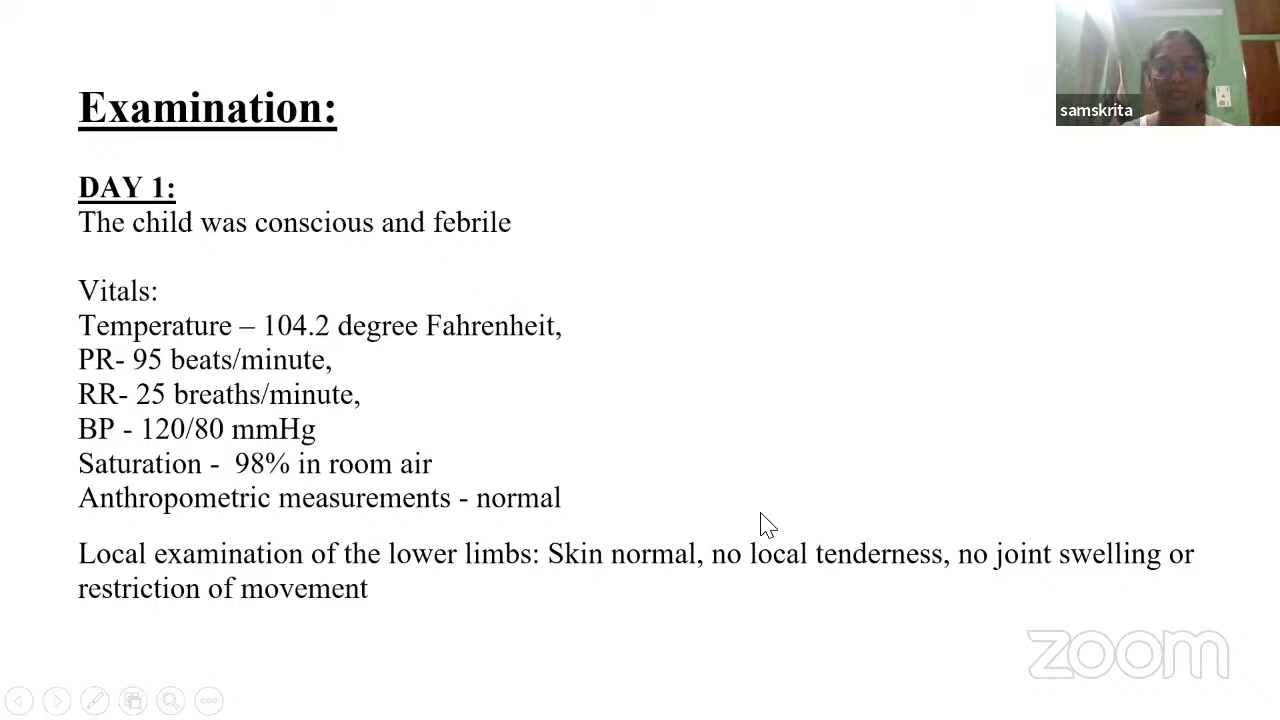 samskrita
Examination:
DAY 1:
The child was conscious and febrile
Vitals:
Temperature – 104.2 degree Fahrenheit,
PR- 95 beats/minute,
RR- 25 breaths/minute,
BP - 120/80 mmHg
Saturation -  98% in room air
Anthropometric measurements - normal
Local examination of the lower limbs: Skin normal, no local tenderness, no joint swelling or
restriction of movement
zoom